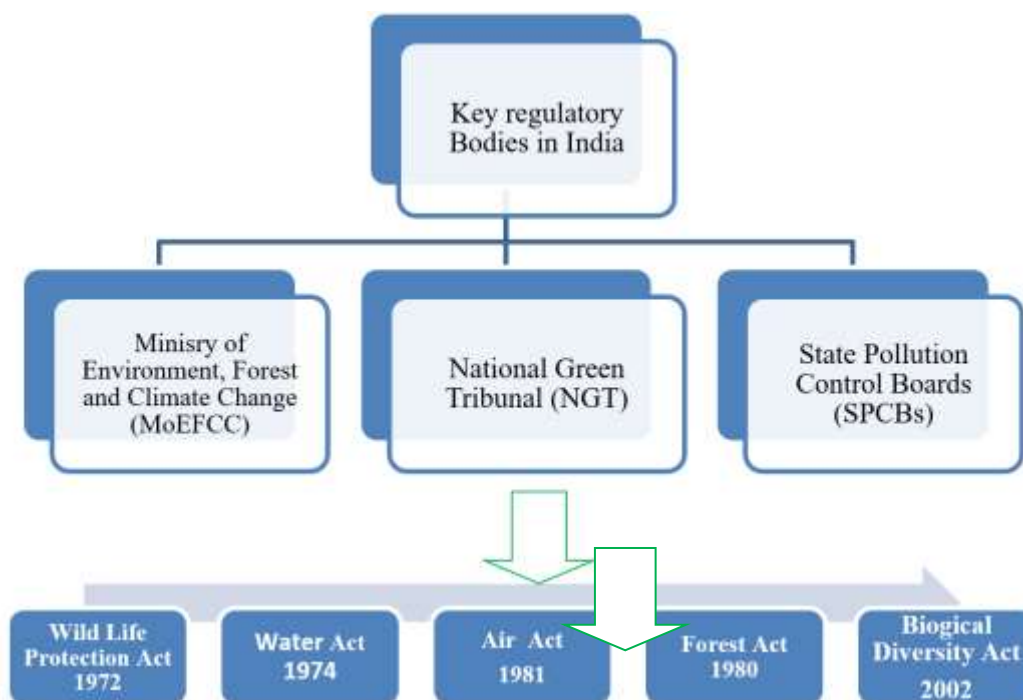 Key regulatory
Bodies in India
Minisry of
Environment, Forest
and Climate Change
(MoEFCC)
National Green
Tribunal (NGT)
State Pollution
Control Boards
(SPCBs)
Wild Life
Protection Act
1972
Water Act
1974
Air Act
1981
Forest Act
1980
Biogical
Diversity Act
2002